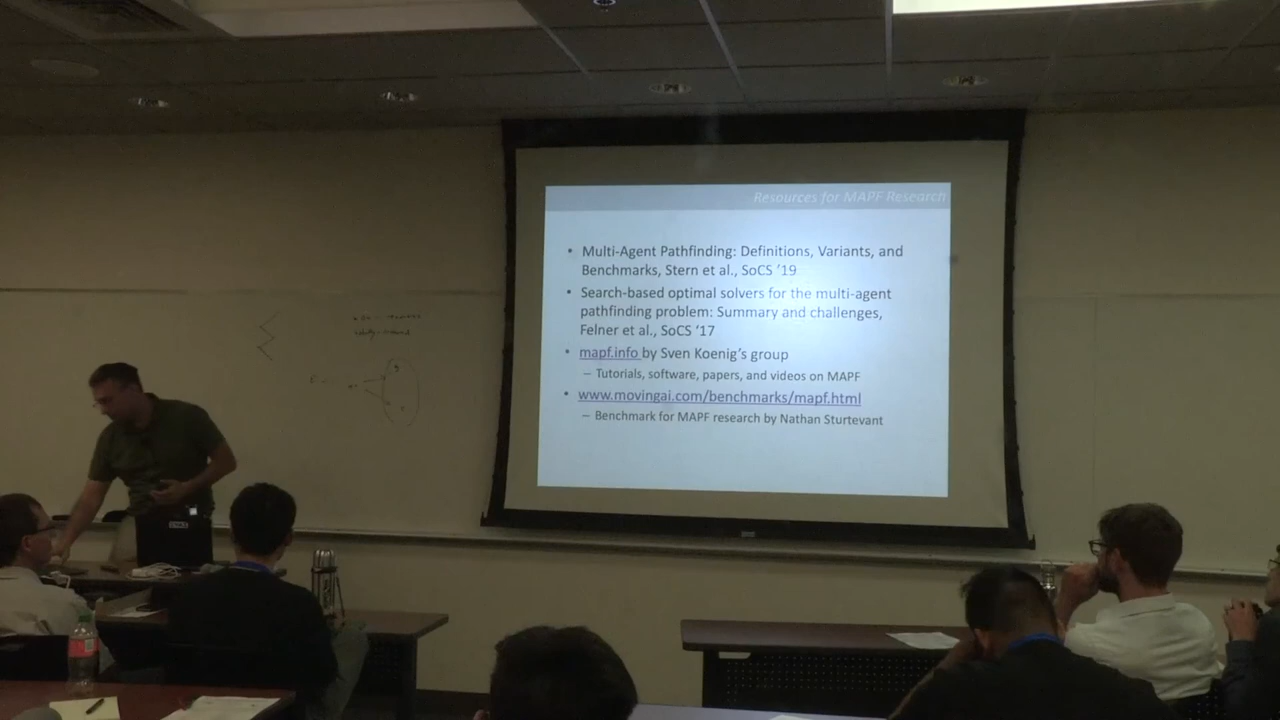 Resources for MAPF Research
• Multi-Agent Pathfinding: Definitions, Variants, and
Benchmarks, Stern et al., SoCS ‘19
• Search-based optimal solvers for the multi-agent
pathfinding problem: Summary and challenges,
Felner et al., SoCS ‘17
• mapf.info by Sven Koenig’s group
– Tutorials, software, papers, and videos on MAPF
• www.movingai.com/benchmarks/mapf.html
– Benchmark for MAPF research by Nathan Sturtevant